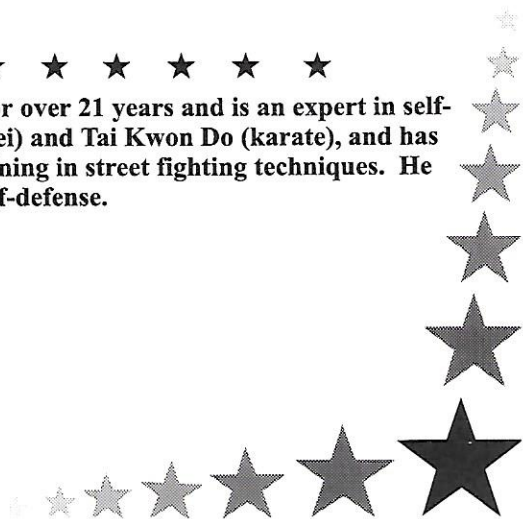 r over 21 years and is an expert in self-
ei) and Tai Kwon Do (karate), and has
ning in street fighting techniques. He
f-defense.